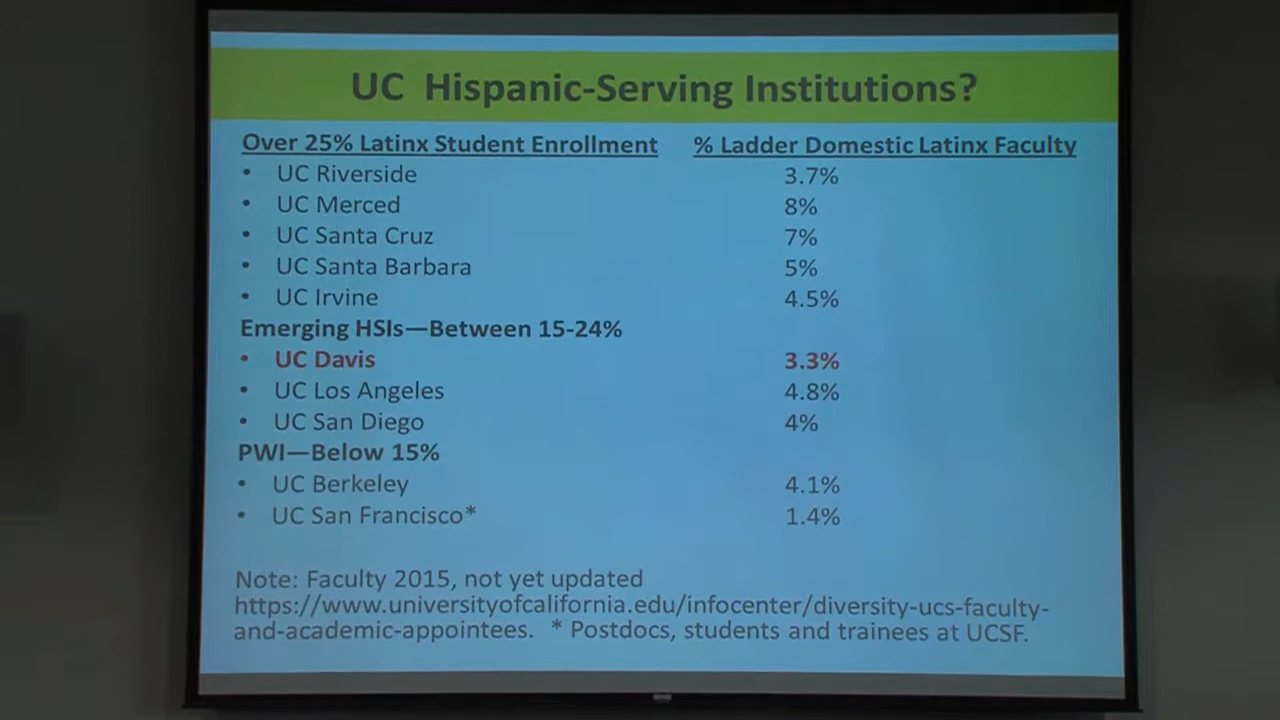 UC Hispanic-Serving Institutions?
Over 25% Latinx Student Enrollment % Ladder Domestic Latinx Faculty
• UC Riverside 3.7%
• UC Merced 8%
• UC Santa Cruz 7%
• UC Santa Barbara 5%
• UC Irvine 4.5%
Emerging HSIs—Between 15-24%
• UC Davis 3.3%
• UC Los Angeles 4.8%
• UC San Diego 4%
PWI—Below 15%
• UC Berkeley 4.1%
• UC San Francisco* 1.4%
Note: Faculty 2015, not yet updated
https://www.universityofcalifornia.edu/infocenter/diversity-ucs-faculty-
and-academic-appointees. * Postdocs, students and trainees at UCSF.